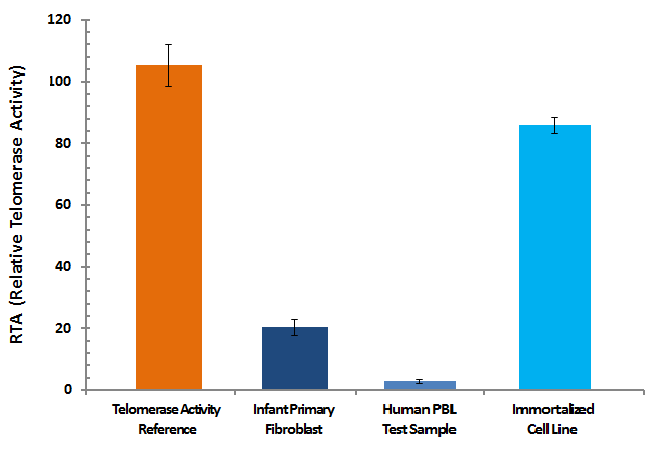 120
100
80
60
40
20
0
RTA (Relative Telomerase Activity)
Telomerase Activity
Reference
Infant Primary
Fibroblast
Human PBL
Test Sample
Immortalized
Cell Line